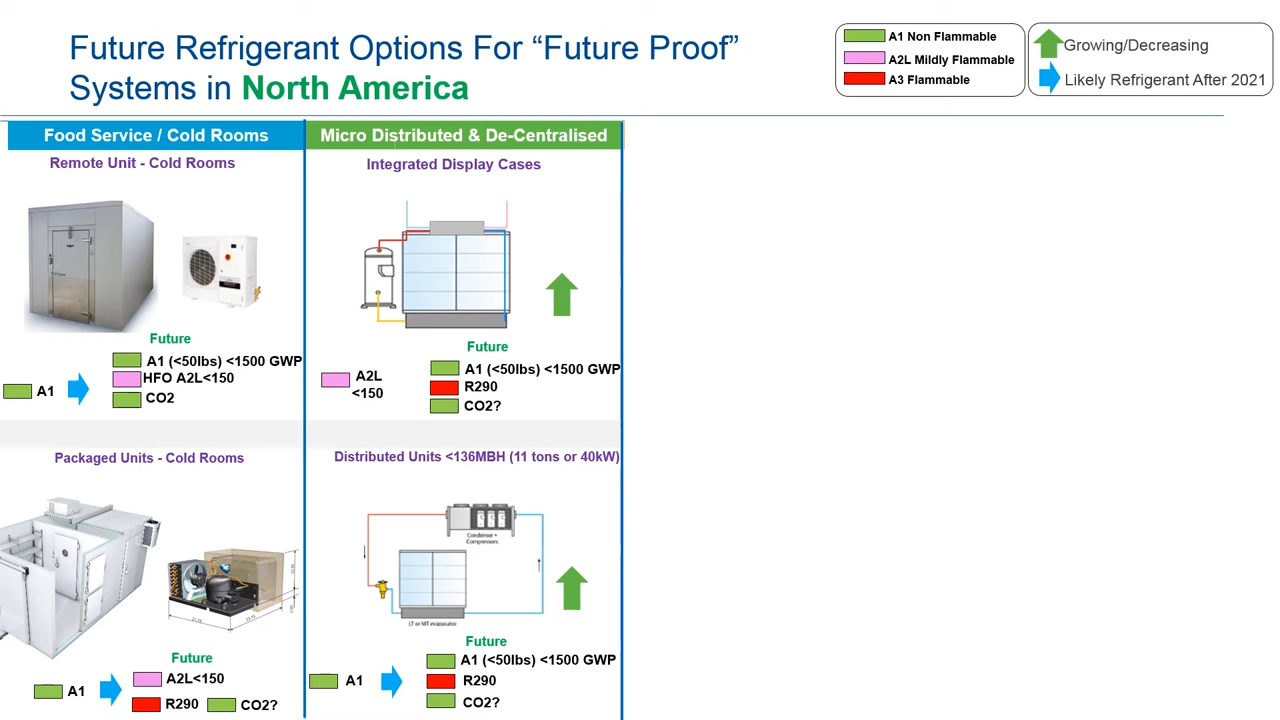 Future Refrigerant Options For “Future Proof”
Systems in North America
A1 Non Flammable
A2L Mildly Flammable
A3 Flammable
Growing/Decreasing
Likely Refrigerant After 2021
Food Service / Cold Rooms
Remote Unit - Cold Rooms
Future
A1 (<50lbs) <1500 GWP
HFO A2L<150
A1
CO2
Packaged Units - Cold Rooms
Future
A2L<150
A1
R290
CO2?
Micro Distributed & De-Centralised
Integrated Display Cases
Future
A1 (<50lbs) <1500 GWP
A2L
<150
R290
CO2?
Distributed Units <136MBH (11 tons or 40kW)
Condenser +
Compressors
LT or MT evaporator
Future
A1 (<50lbs) <1500 GWP
A1
R290
CO2?